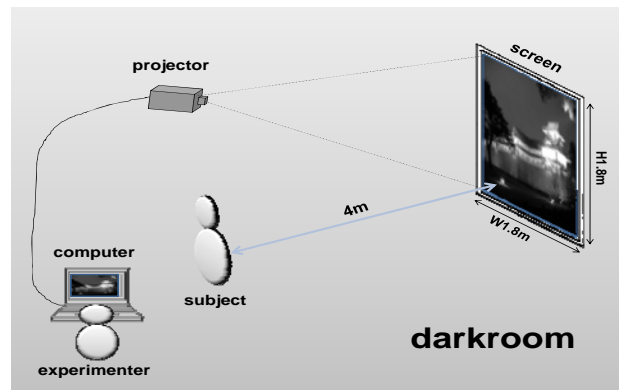 screen
projector
H1.8m
4m
W1.8m
computer
subject
darkroom
experimenter